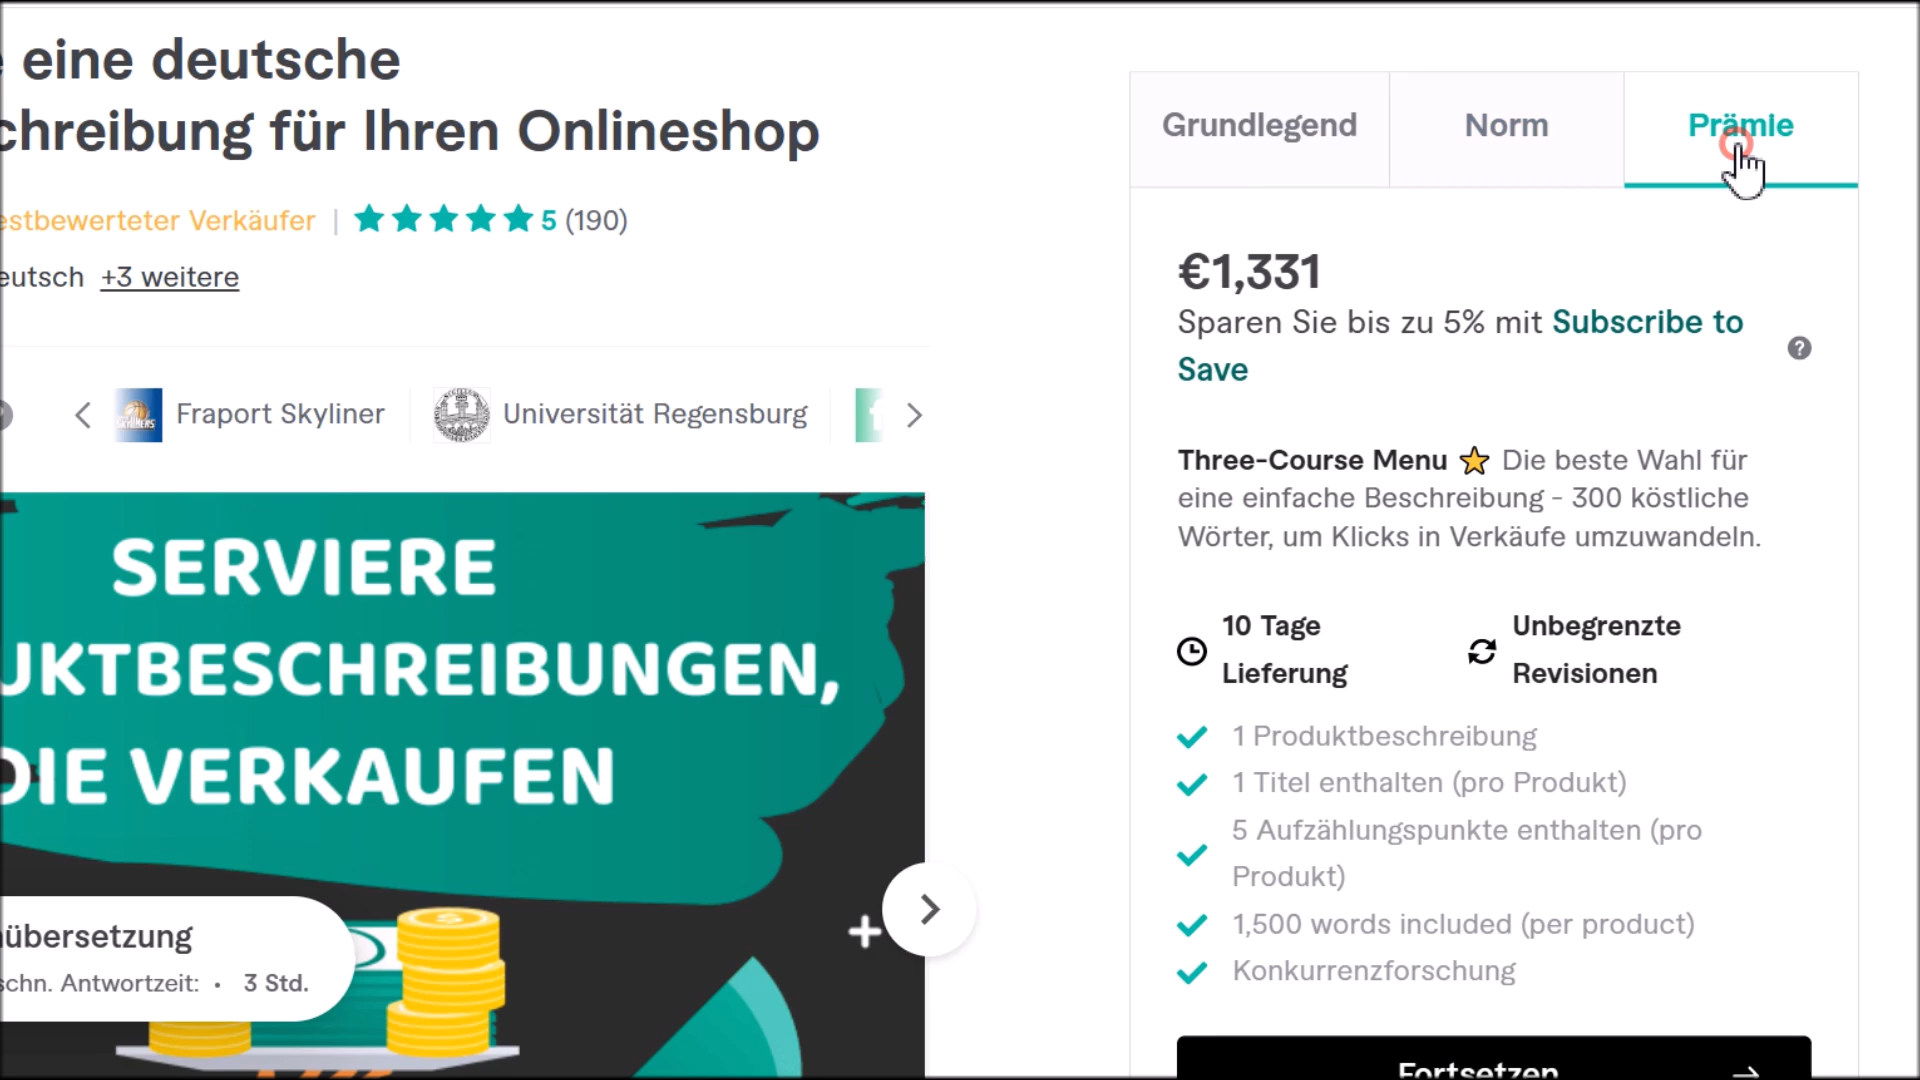 eine deutsche
chreibung für Ihren Onlineshop
estbewerteter Verkäufer | 5 (190)
eutsch +3 weitere
Fraport Skyliner Universität Regensburg
SERVIERE
UKTBESCHREIBUNGEN,
DIE VERKAUFEN
übersetzung
schn. Antwortzeit: • 3 Std.
Grundlegend Norm Prämie
€1,331
Sparen Sie bis zu 5% mit Subscribe to
Save
Three-Course Menu ⭐ Die beste Wahl für
eine einfache Beschreibung - 300 köstliche
Wörter, um Klicks in Verkäufe umzuwandeln.
10 Tage
Lieferung
Unbegrenzte
Revisionen
1 Produktbeschreibung
1 Titel enthalten (pro Produkt)
5 Aufzählungspunkte enthalten (pro
Produkt)
1,500 words included (per product)
Konkurrenzforschung
Fortsetzen →